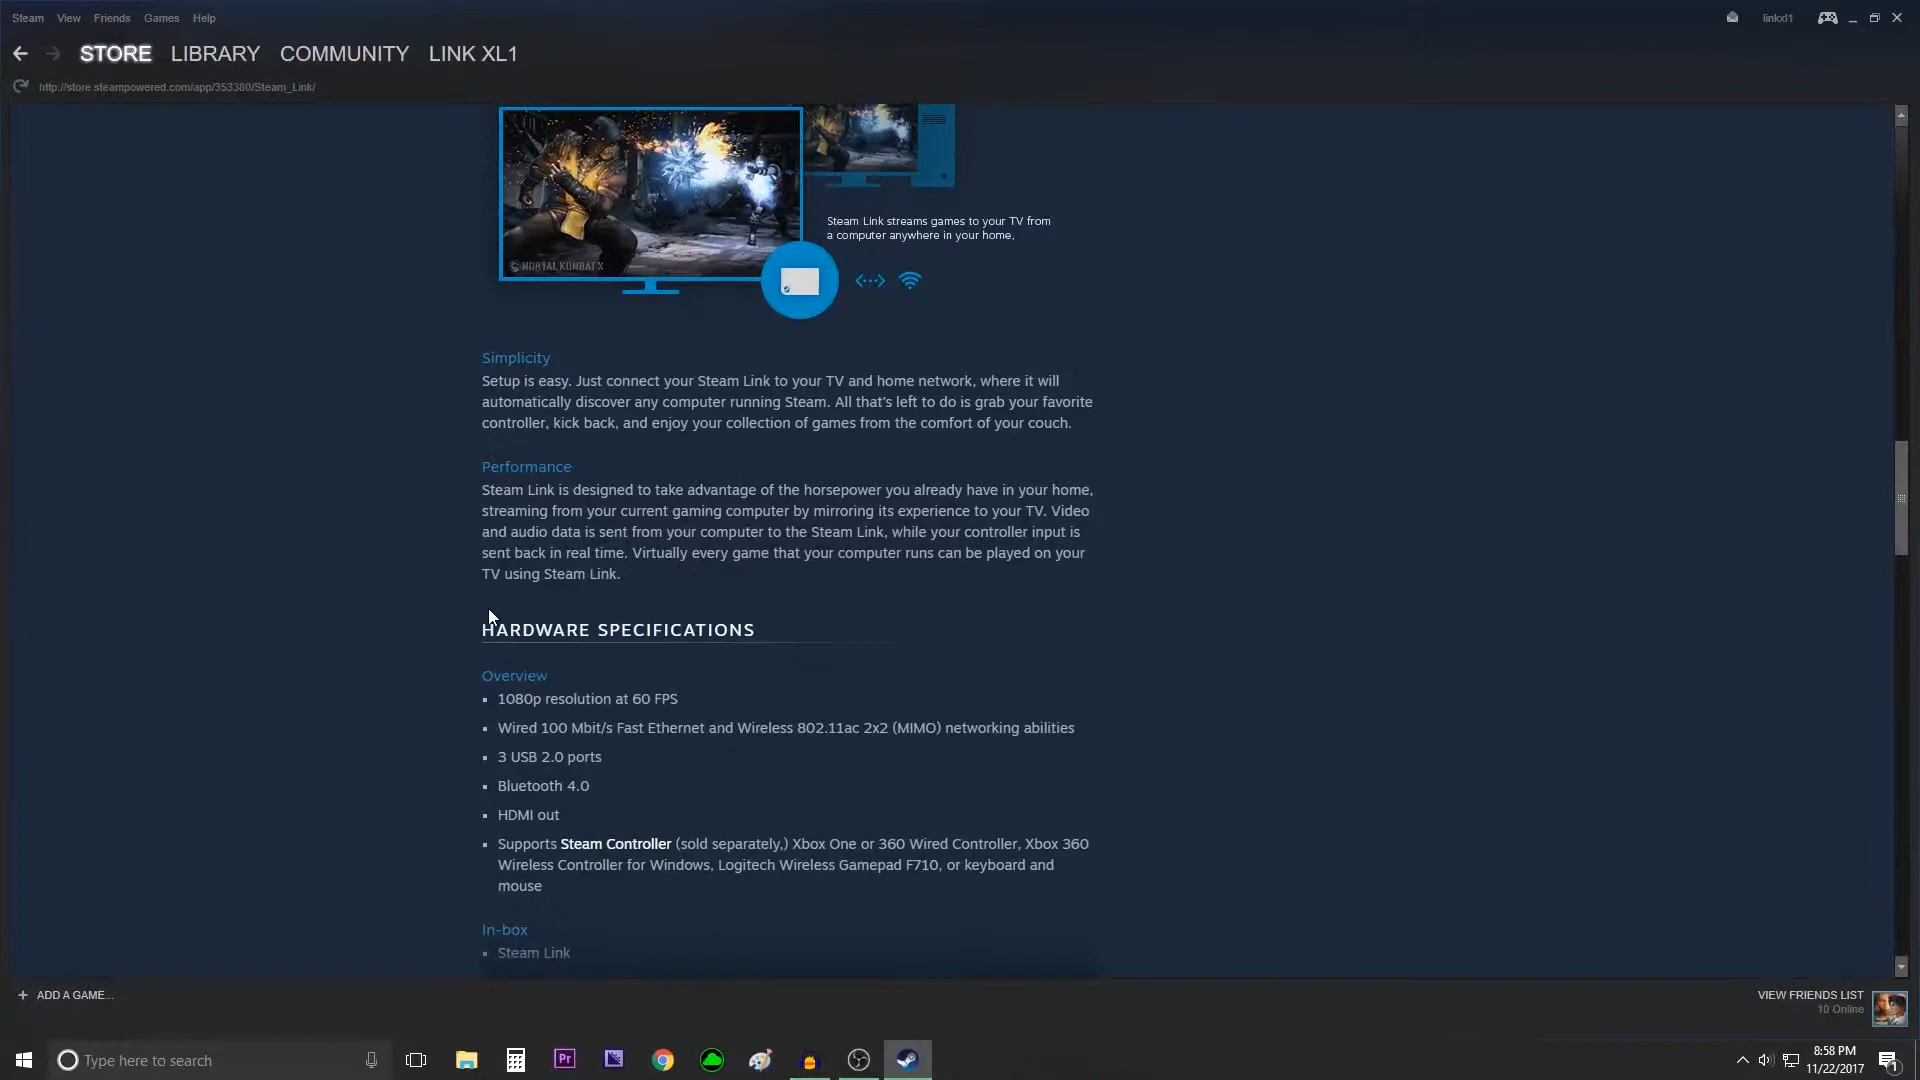 Steam View Friends Games Help
linkxl1
STORE LIBRARY COMMUNITY LINK XL1
http://store.steampowered.com/app/353380/Steam_Link/
Steam Link streams games to your TV from
a computer anywhere in your home.
MORTAL KOMBAT X
Simplicity
Setup is easy. Just connect your Steam Link to your TV and home network, where it will
automatically discover any computer running Steam. All that's left to do is grab your favorite
controller, kick back, and enjoy your collection of games from the comfort of your couch.
Performance
Steam Link is designed to take advantage of the horsepower you already have in your home,
streaming from your current gaming computer by mirroring its experience to your TV. Video
and audio data is sent from your computer to the Steam Link, while your controller input is
sent back in real time. Virtually every game that your computer runs can be played on your
TV using Steam Link.
HARDWARE SPECIFICATIONS
Overview
▪ 1080p resolution at 60 FPS
▪ Wired 100 Mbit/s Fast Ethernet and Wireless 802.11ac 2x2 (MIMO) networking abilities
▪ 3 USB 2.0 ports
▪ Bluetooth 4.0
▪ HDMI out
▪ Supports Steam Controller (sold separately,) Xbox One or 360 Wired Controller, Xbox 360
Wireless Controller for Windows, Logitech Wireless Gamepad F710, or keyboard and
mouse
In-box
▪ Steam Link
+ ADD A GAME...
VIEW FRIENDS LIST
10 Online
Type here to search
Pr
8:58 PM
11/22/2017
1